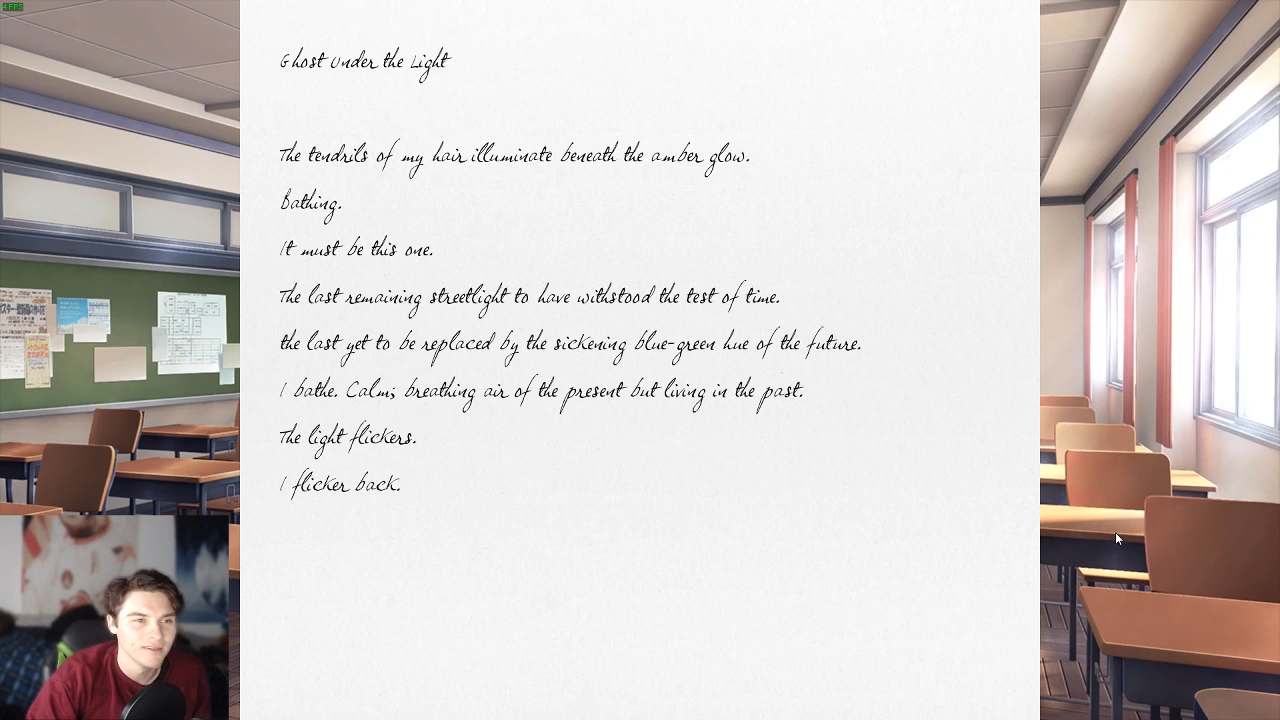 4 FPS
Ghost Under the Light
The tendrils of my hair illuminate beneath the amber glow.
Bathing.
It must be this one.
The last remaining streetlight to have withstood the test of time.
the last yet to be replaced by the sickening blue-green hue of the future.
I bathe. Calm; breathing air of the present but living in the past.
The light flickers.
I flicker back.